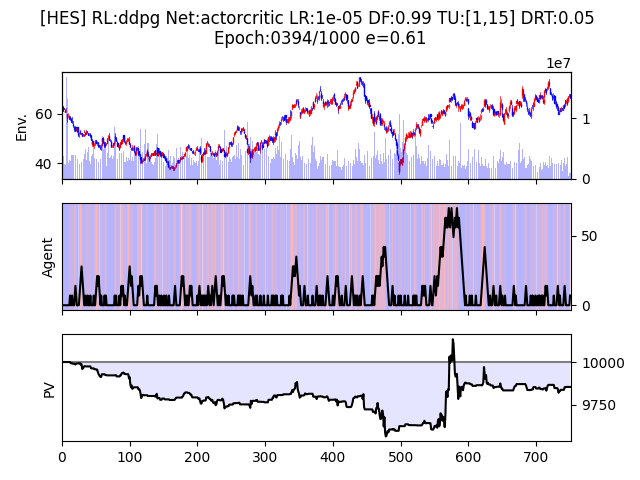 [HES] RL:ddpg Net:actorcritic LR:1e-05 DF:0.99 TU:[1,15] DRT:0.05
Epoch:0394/1000 e=0.61
1e7
Env.
60
40
1
0
Agent
50
0
PV
10000
9750
0 100 200 300 400 500 600 700